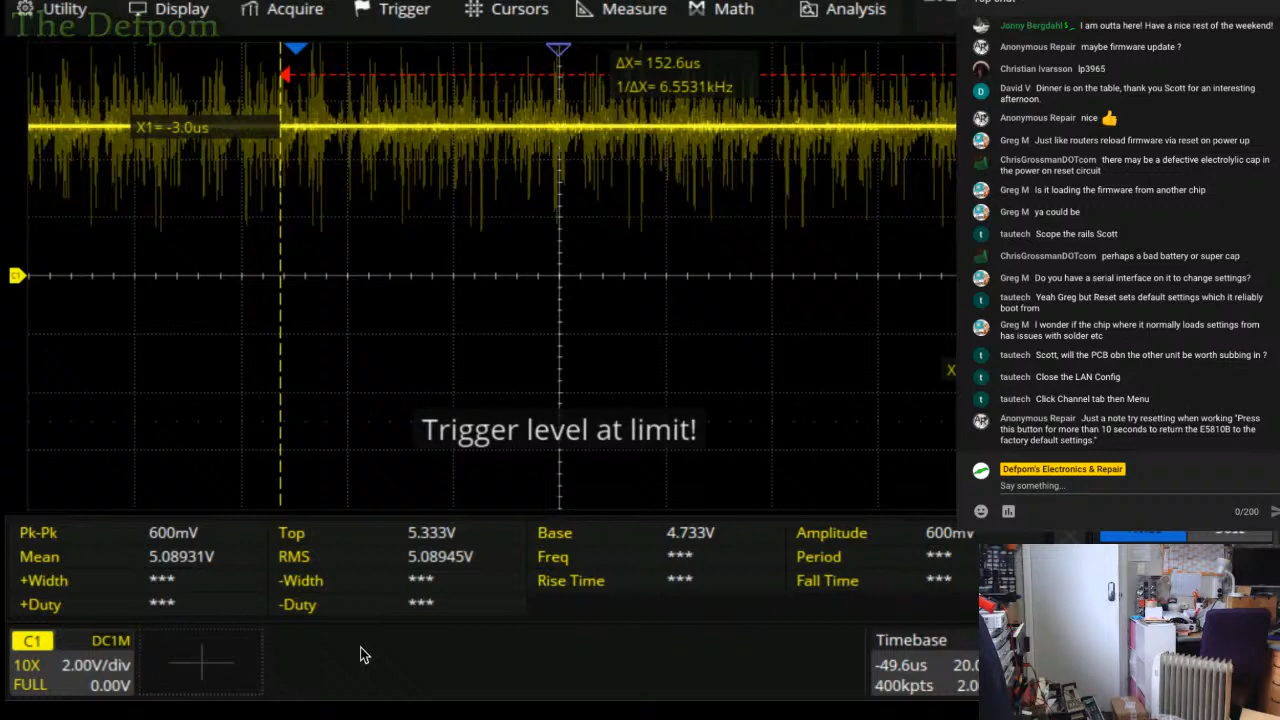 Utility Display Acquire Trigger Cursors Measure Math Analysis
The Defpom
ΔX= 152.6us
1/ΔX= 6.5531kHz
X1= -3.0us
C1
X
Trigger level at limit!
Pk-Pk 600mV Top 5.333V Base 4.733V Amplitude 600mV
Mean 5.08931V RMS 5.08945V Freq *** Period ***
+Width *** -Width *** Rise Time *** Fall Time ***
+Duty *** -Duty ***
C1 DC1M
10X 2.00V/div
FULL 0.00V
Timebase
-49.6us 20.0
400kpts 2.0
Jonny Bergdahl I am outta here! Have a nice rest of the weekend!
Anonymous Repair maybe firmware update ?
Christian Ivarsson lp3965
David V Dinner is on the table, thank you Scott for an interesting
afternoon.
Anonymous Repair nice 👍
Greg M Just like routers reload firmware via reset on power up
ChrisGrossmanDOTcom there may be a defective electrolylic cap in
the power on reset circuit
Greg M Is it loading the firmware from another chip
Greg M ya could be
tautech Scope the rails Scott
ChrisGrossmanDOTcom perhaps a bad battery or super cap
Greg M Do you have a serial interface on it to change settings?
tautech Yeah Greg but Reset sets default settings which it reliably
boot from
Greg M I wonder if the chip where it normally loads settings from
has issues with solder etc
tautech Scott, will the PCB obn the other unit be worth subbing in ?
tautech Close the LAN Config
tautech Click Channel tab then Menu
Anonymous Repair Just a note try resetting when working "Press
this button for more than 10 seconds to return the E5810B to the
factory default settings."
Defpom's Electronics & Repair
Say something...
0/200